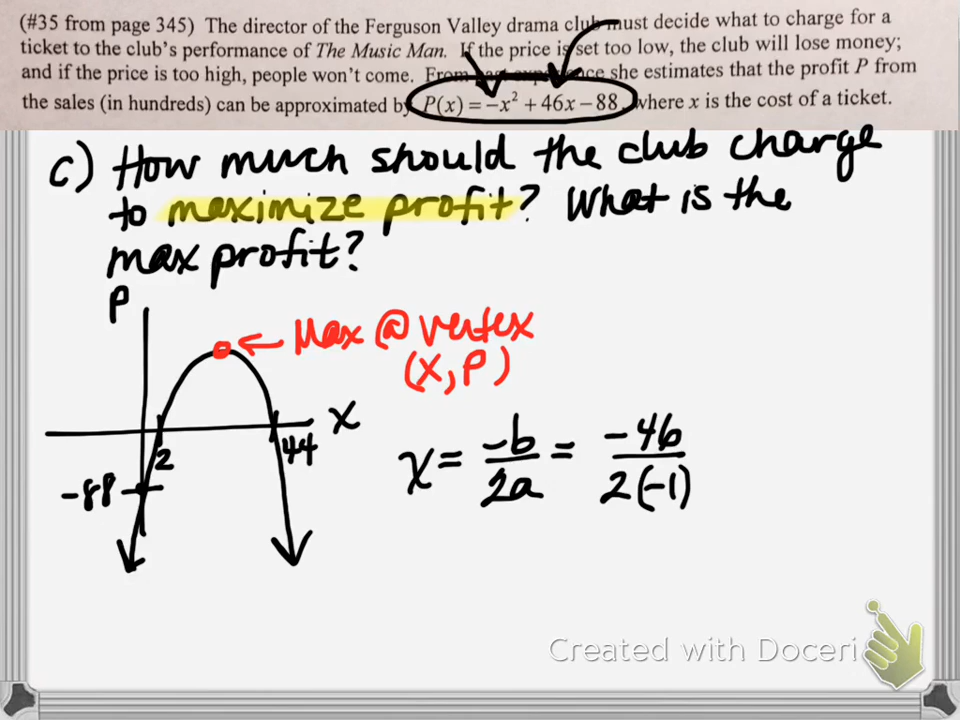 (#35 from page 345) The director of the Ferguson Valley drama club must decide what to charge for a
ticket to the club's performance of The Music Man. If the price is set too low, the club will lose money;
and if the price is too high, people won't come. From past experience she estimates that the profit P from
the sales (in hundreds) can be approximated by P(x) = −x² + 46x − 88, where x is the cost of a ticket.
c) How much should the club charge
to maximize profit? What is the
max profit?
P
← Max @ vertex
(x, P)
x
2
44
-88
x = -b/2a = -46/2(-1)
Created with Doceri